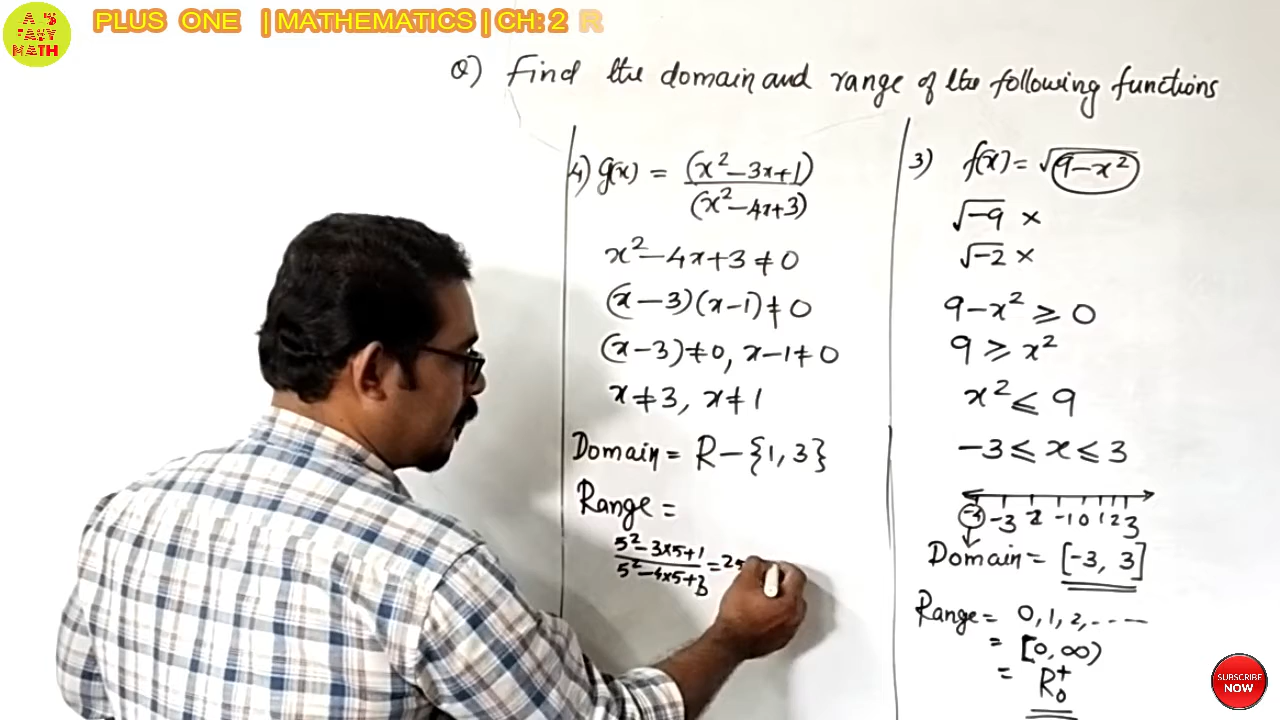 A S
EASY
MATH
PLUS ONE | MATHEMATICS | CH: 2 R
Q) Find the domain and range of the following functions
4) g(x) = (x²-3x+1)/(x²-4x+3)
x²-4x+3≠0
(x-3)(x-1)≠0
(x-3)≠0, x-1≠0
x≠3, x≠1
Domain = R-{1,3}
Range =
5²-3×5+1/5²-4×5+3 = 25
3) f(x) = √9-x²
√-9 ×
√-2 ×
9-x² ⩾ 0
9 ⩾ x²
x² ⩽ 9
-3 ⩽ x ⩽ 3
-4 -3 -2 -1 0 1 2 3
Domain = [-3, 3]
Range = 0, 1, 2, - - - -
= [0, ∞)
= R₀⁺
SUBSCRIBE
NOW